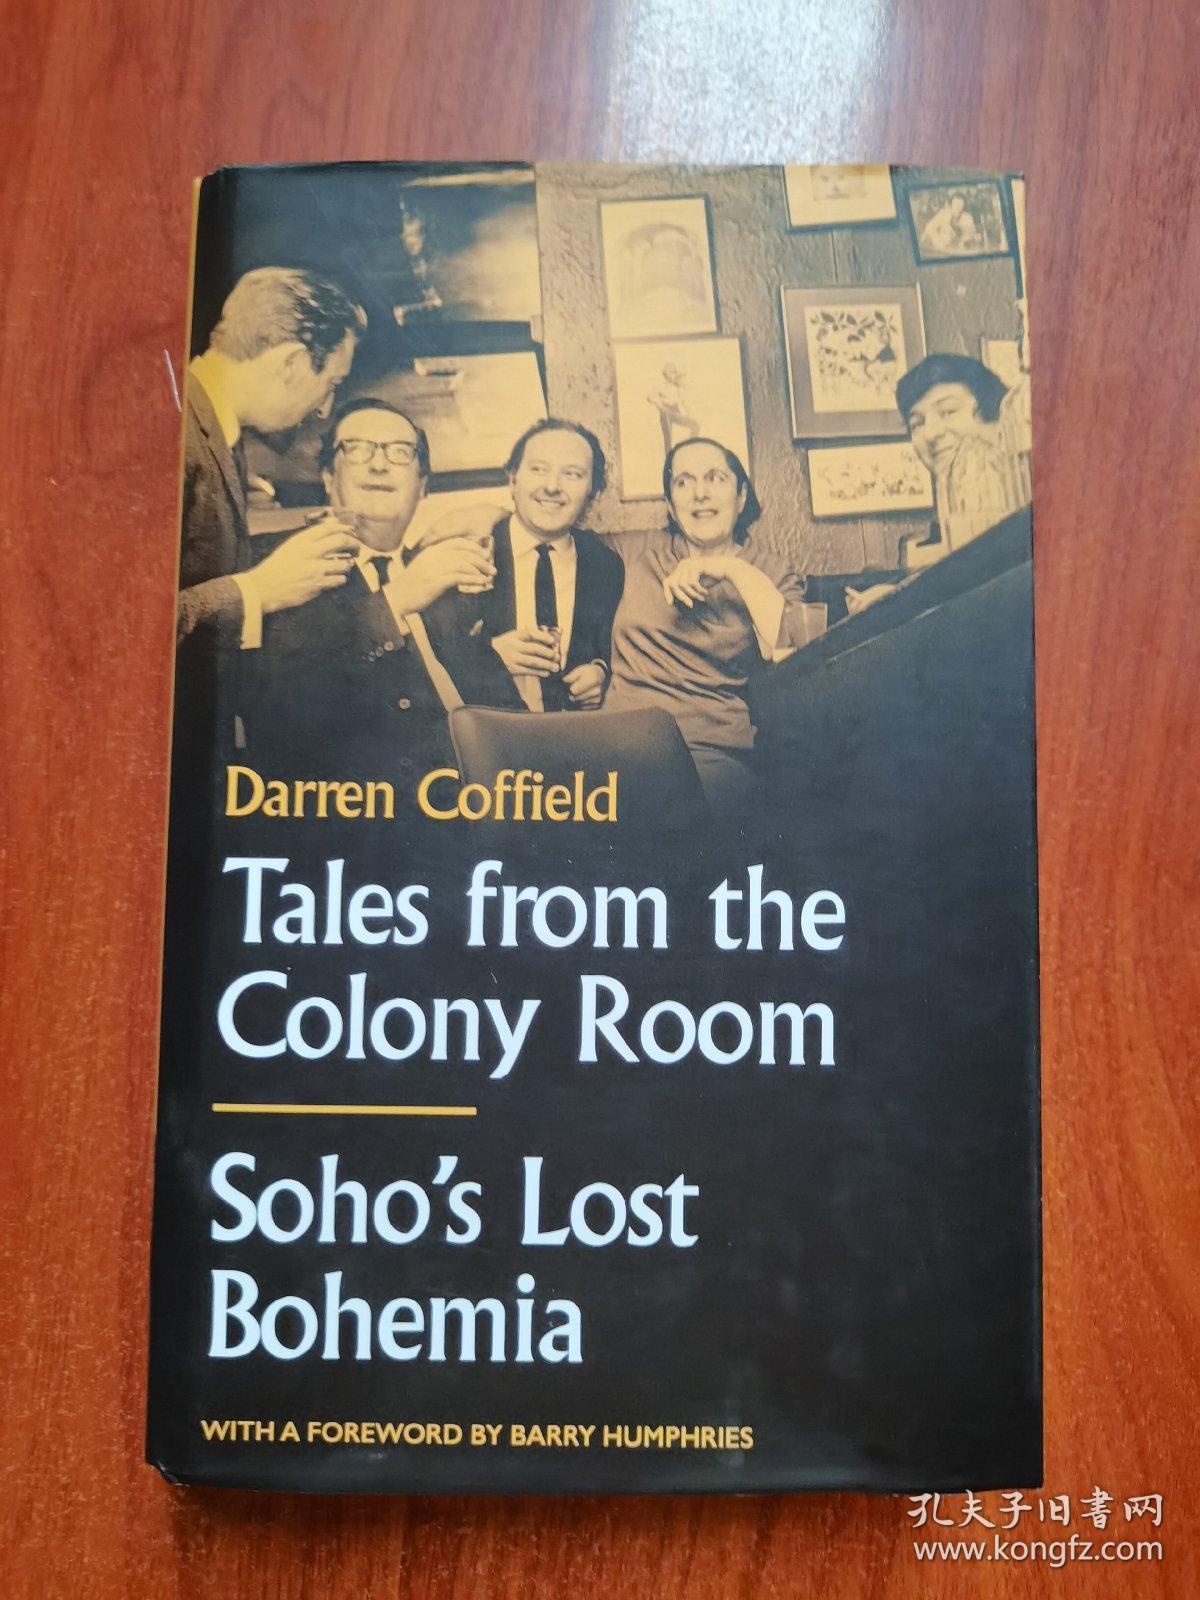 Darren Coffield
Tales from the
Colony Room
Soho's Lost
Bohemia
WITH A FOREWORD BY BARRY HUMPHRIES
孔夫子旧书网
www.kongfz.com